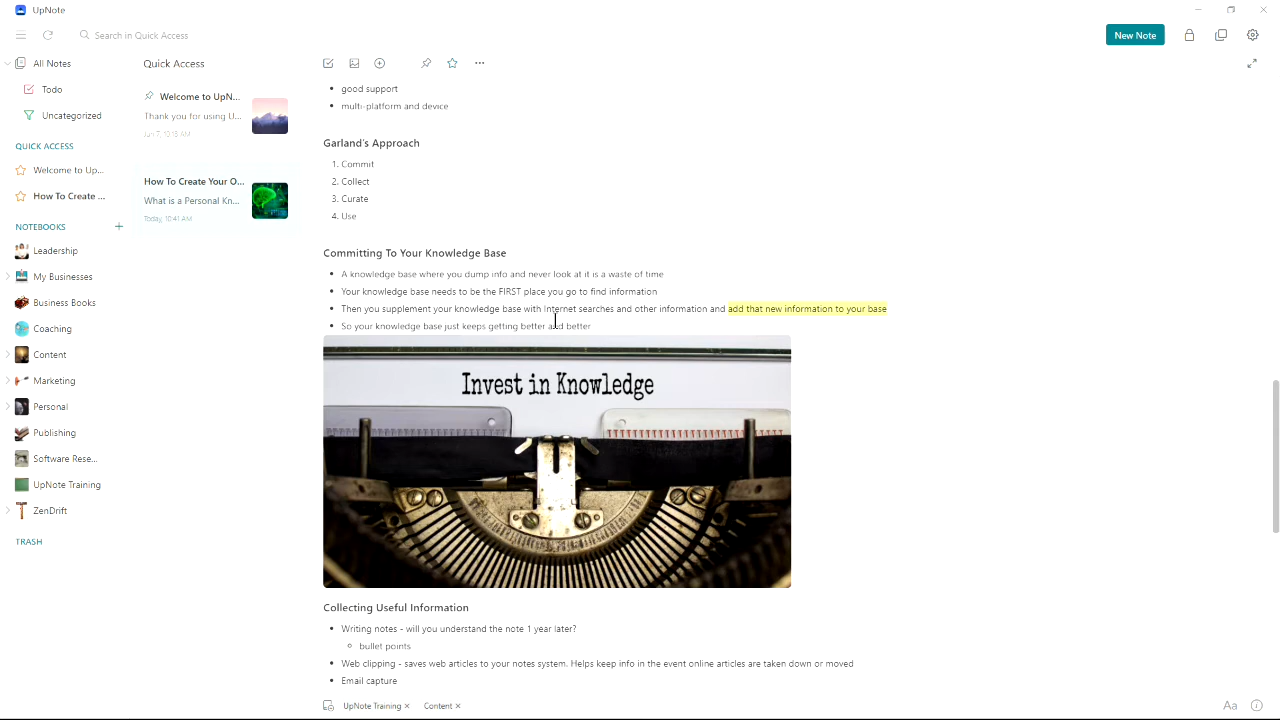 UpNote
Search in Quick Access
New Note
All Notes
Todo
Uncategorized
QUICK ACCESS
Welcome to Up...
How To Create ...
NOTEBOOKS
Leadership
My Businesses
Business Books
Coaching
Content
Marketing
Personal
Publishing
Software Rese...
UpNote Training
ZenDrift
TRASH
Quick Access
Welcome to UpN...
Thank you for using U...
Jun 7, 10:18 AM
How To Create Your O...
What is a Personal Kn...
Today, 10:41 AM
• good support
• multi-platform and device
Garland's Approach
1. Commit
2. Collect
3. Curate
4. Use
Committing To Your Knowledge Base
• A knowledge base where you dump info and never look at it is a waste of time
• Your knowledge base needs to be the FIRST place you go to find information
• Then you supplement your knowledge base with Internet searches and other information and add that new information to your base
• So your knowledge base just keeps getting better and better
Invest in Knowledge
Collecting Useful Information
• Writing notes - will you understand the note 1 year later?
◦ bullet points
• Web clipping - saves web articles to your notes system. Helps keep info in the event online articles are taken down or moved
• Email capture
UpNote Training × Content ×
Aa